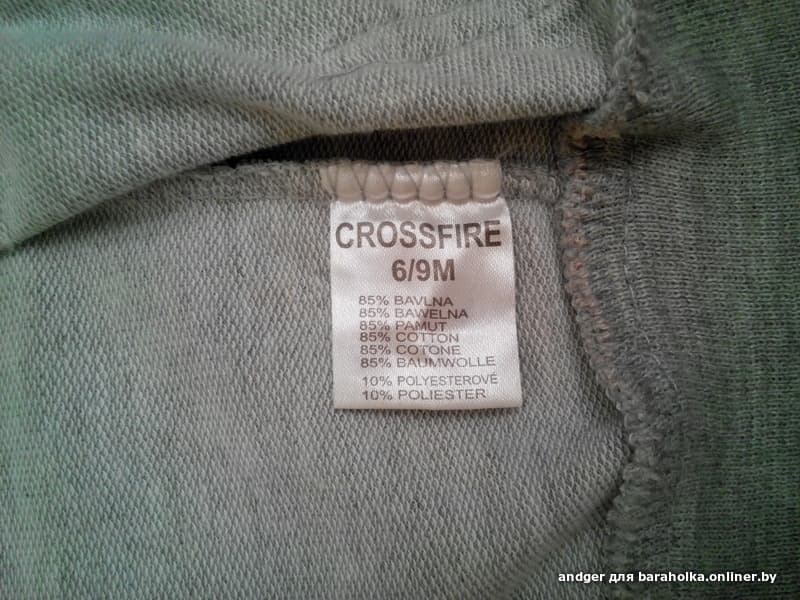 CROSSFIRE
6/9M
85% BAVLNA
85% BAWELNA
85% PAMUT
85% COTTON
85% COTONE
85% BAUMWOLLE
10% POLYESTEROVÉ
10% POLIESTER
andger для baraholka.onliner.by